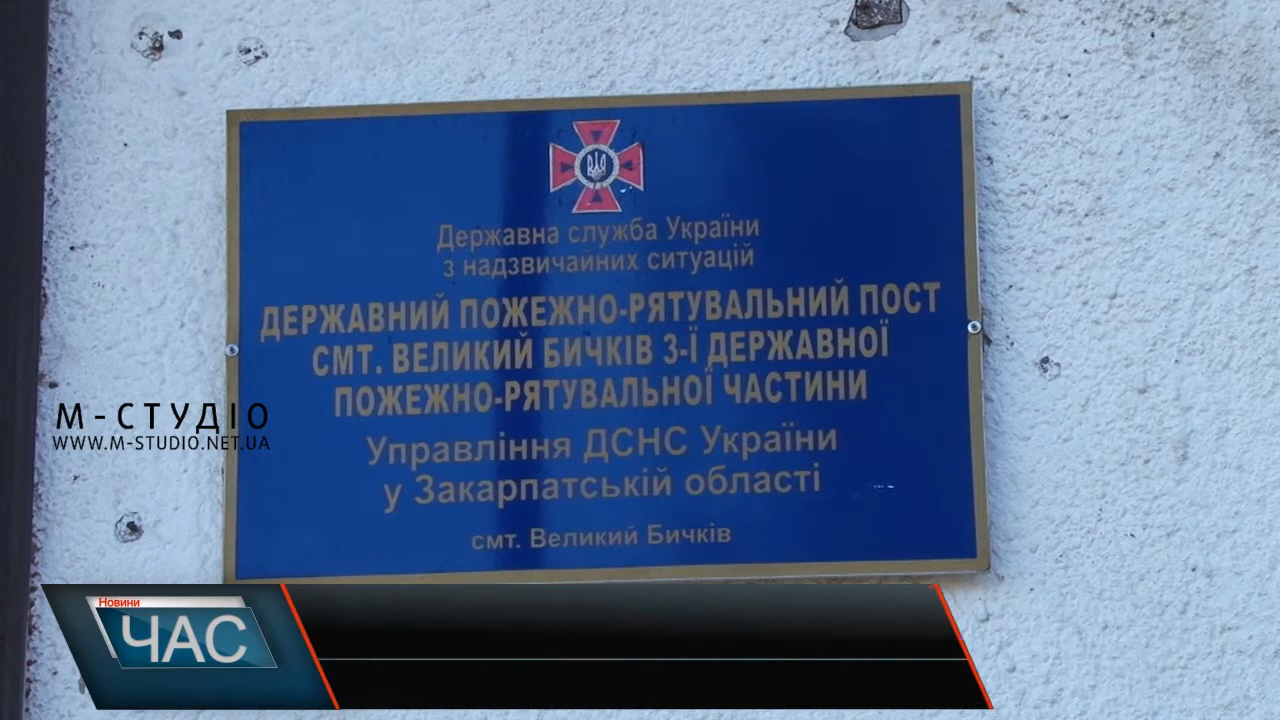 Державна служба України
з надзвичайних ситуацій
ДЕРЖАВНИЙ ПОЖЕЖНО-РЯТУВАЛЬНИЙ ПОСТ
СМТ. ВЕЛИКИЙ БИЧКІВ 3-Ї ДЕРЖАВНОЇ
ПОЖЕЖНО-РЯТУВАЛЬНОЇ ЧАСТИНИ
Управління ДСНС України
у Закарпатській області
смт. Великий Бичків
М-СТУДІО
WWW.M-STUDIO.NET.UA
Новини
ЧАС